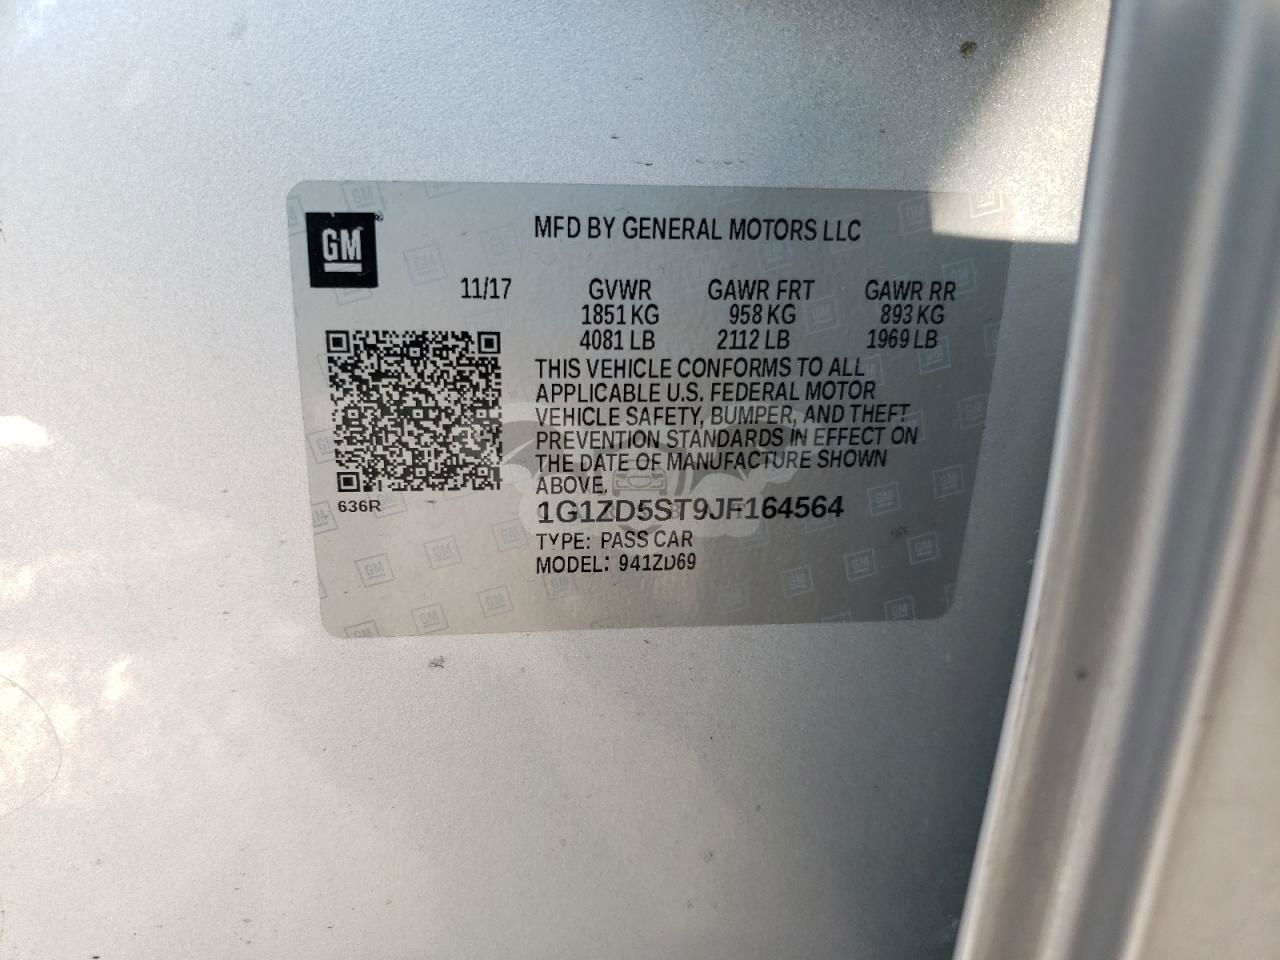 GM
MFD BY GENERAL MOTORS LLC
11/17 GVWR GAWR FRT GAWR RR
1851 KG 958 KG 893 KG
4081 LB 2112 LB 1969 LB
THIS VEHICLE CONFORMS TO ALL
APPLICABLE U.S. FEDERAL MOTOR
VEHICLE SAFETY, BUMPER, AND THEFT
PREVENTION STANDARDS IN EFFECT ON
THE DATE OF MANUFACTURE SHOWN
ABOVE.
636R
1G1ZD5ST9JF164564
TYPE: PASS CAR
MODEL: 941ZD69